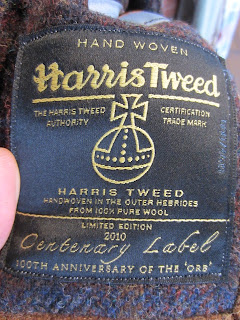 HAND WOVEN
Harris Tweed
THE HARRIS TWEED AUTHORITY
CERTIFICATION TRADE MARK
HARRIS TWEED
HANDWOVEN IN THE OUTER HEBRIDES
FROM 100% PURE WOOL
LIMITED EDITION
2010
Centenary Label
100TH ANNIVERSARY OF THE 'ORB'